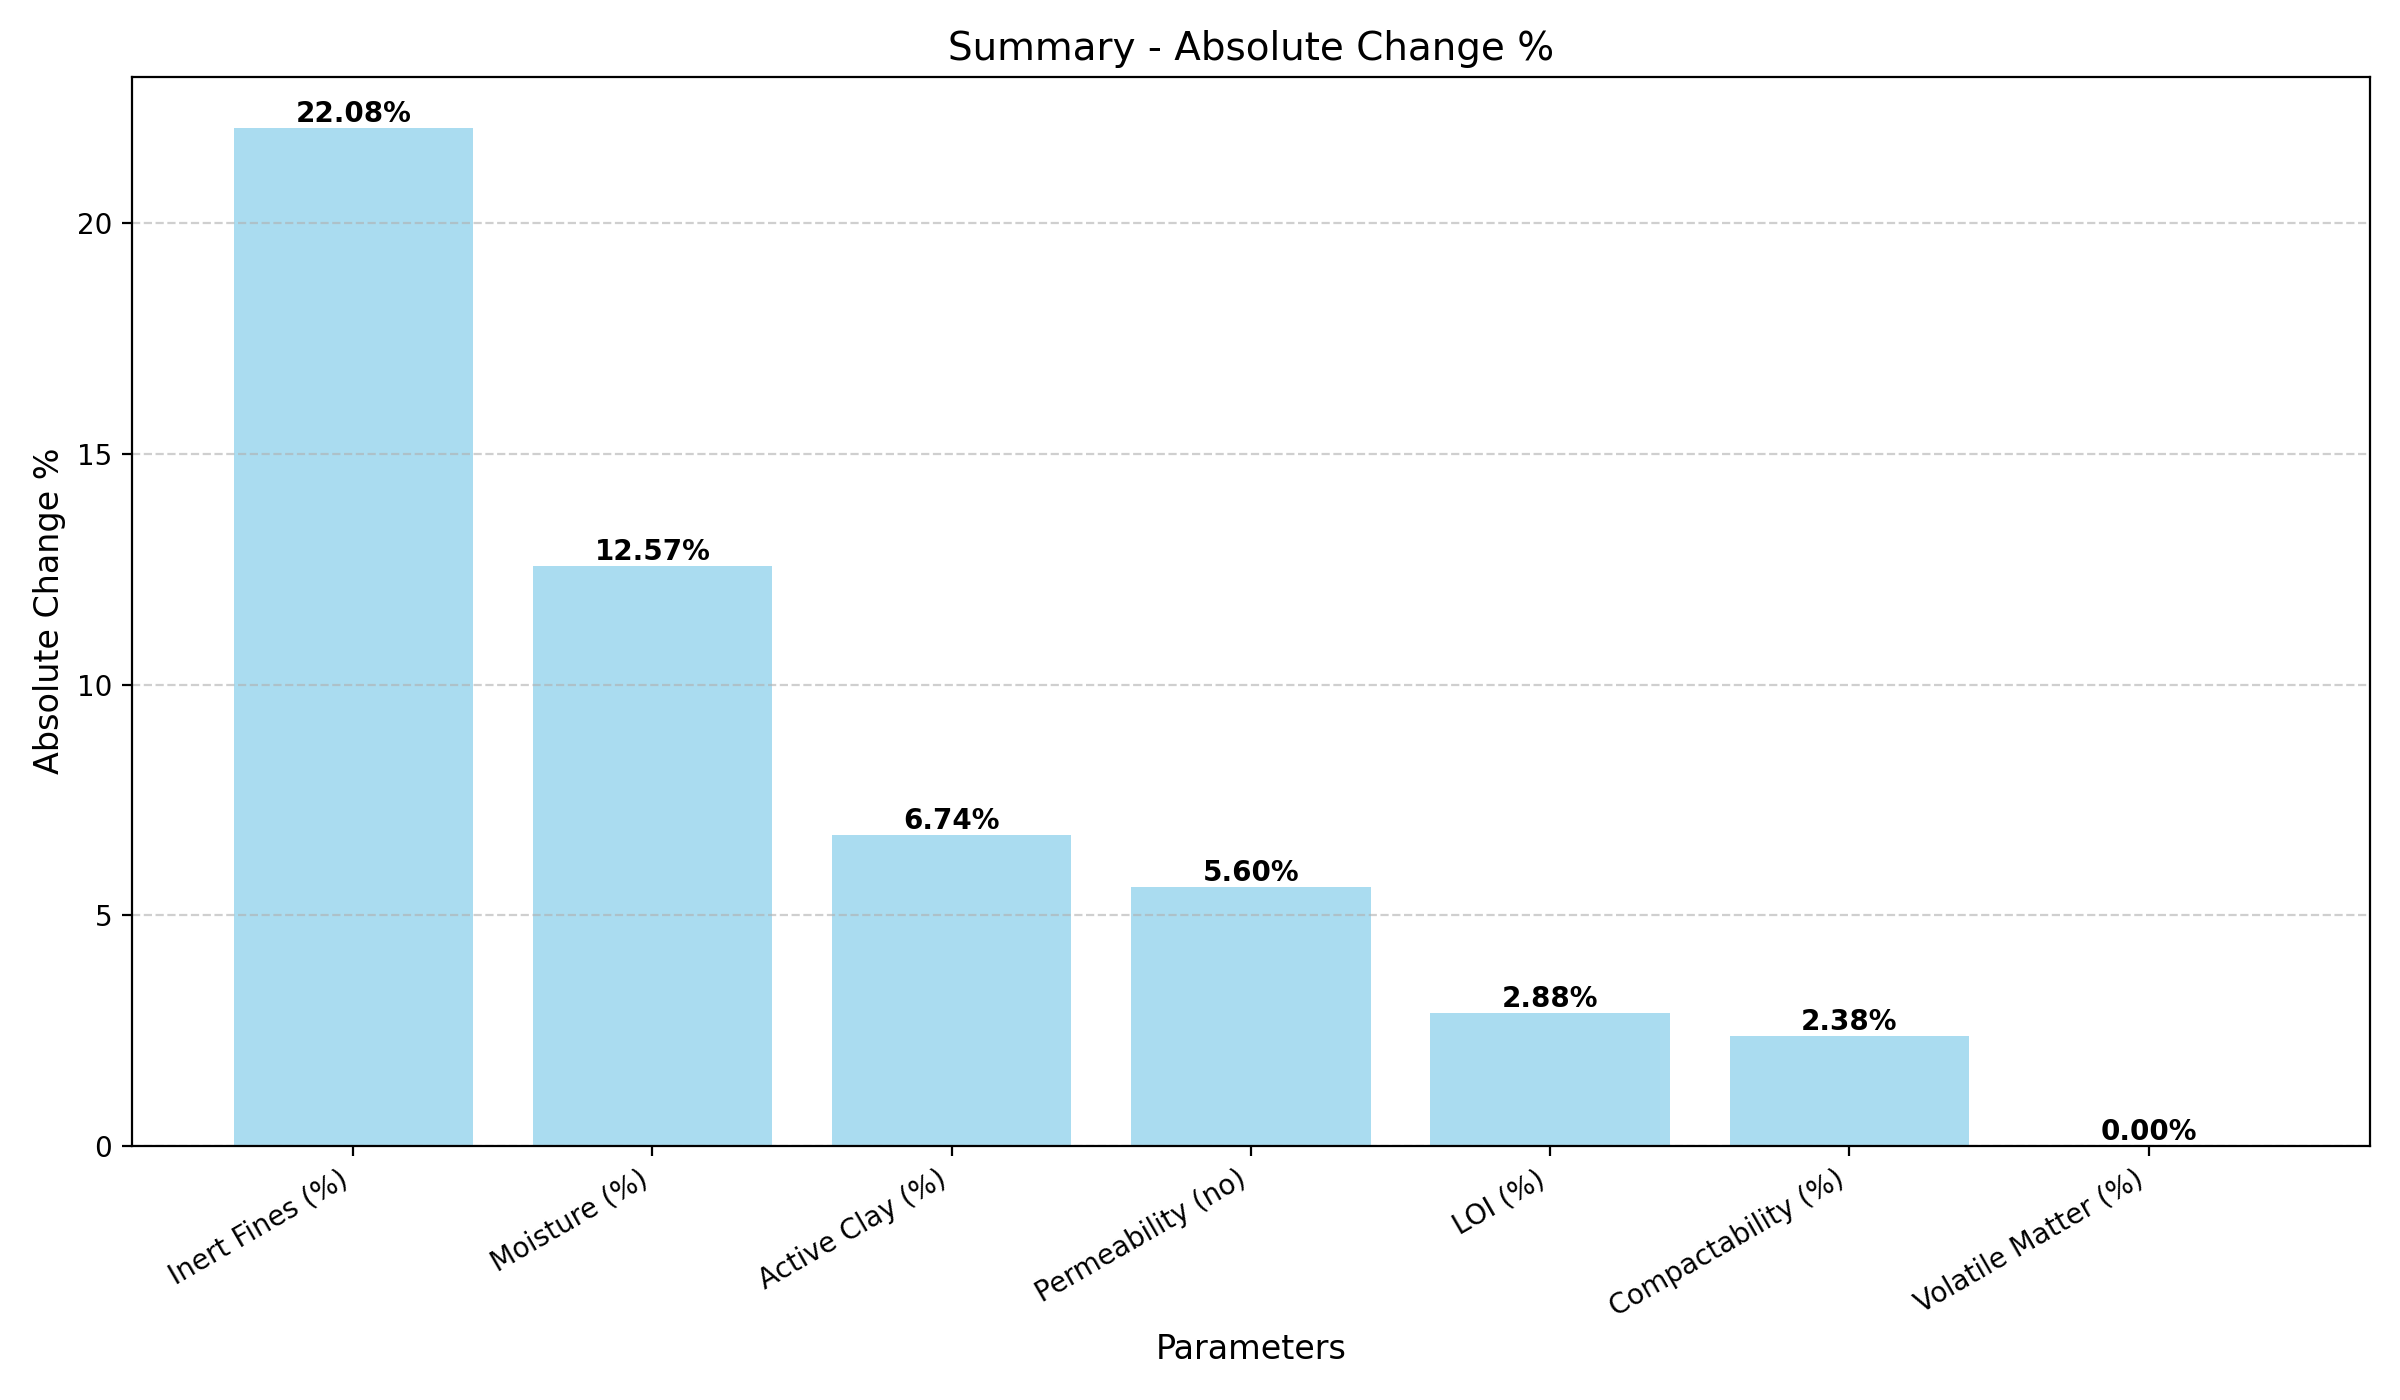 Summary - Absolute Change %
Absolute Change %
20
15
10
5
0
22.08%
12.57%
6.74%
5.60%
2.88%
2.38%
0.00%
Inert Fines (%)
Moisture (%)
Active Clay (%)
Permeability (no)
LOI (%)
Compactability (%)
Volatile Matter (%)
Parameters